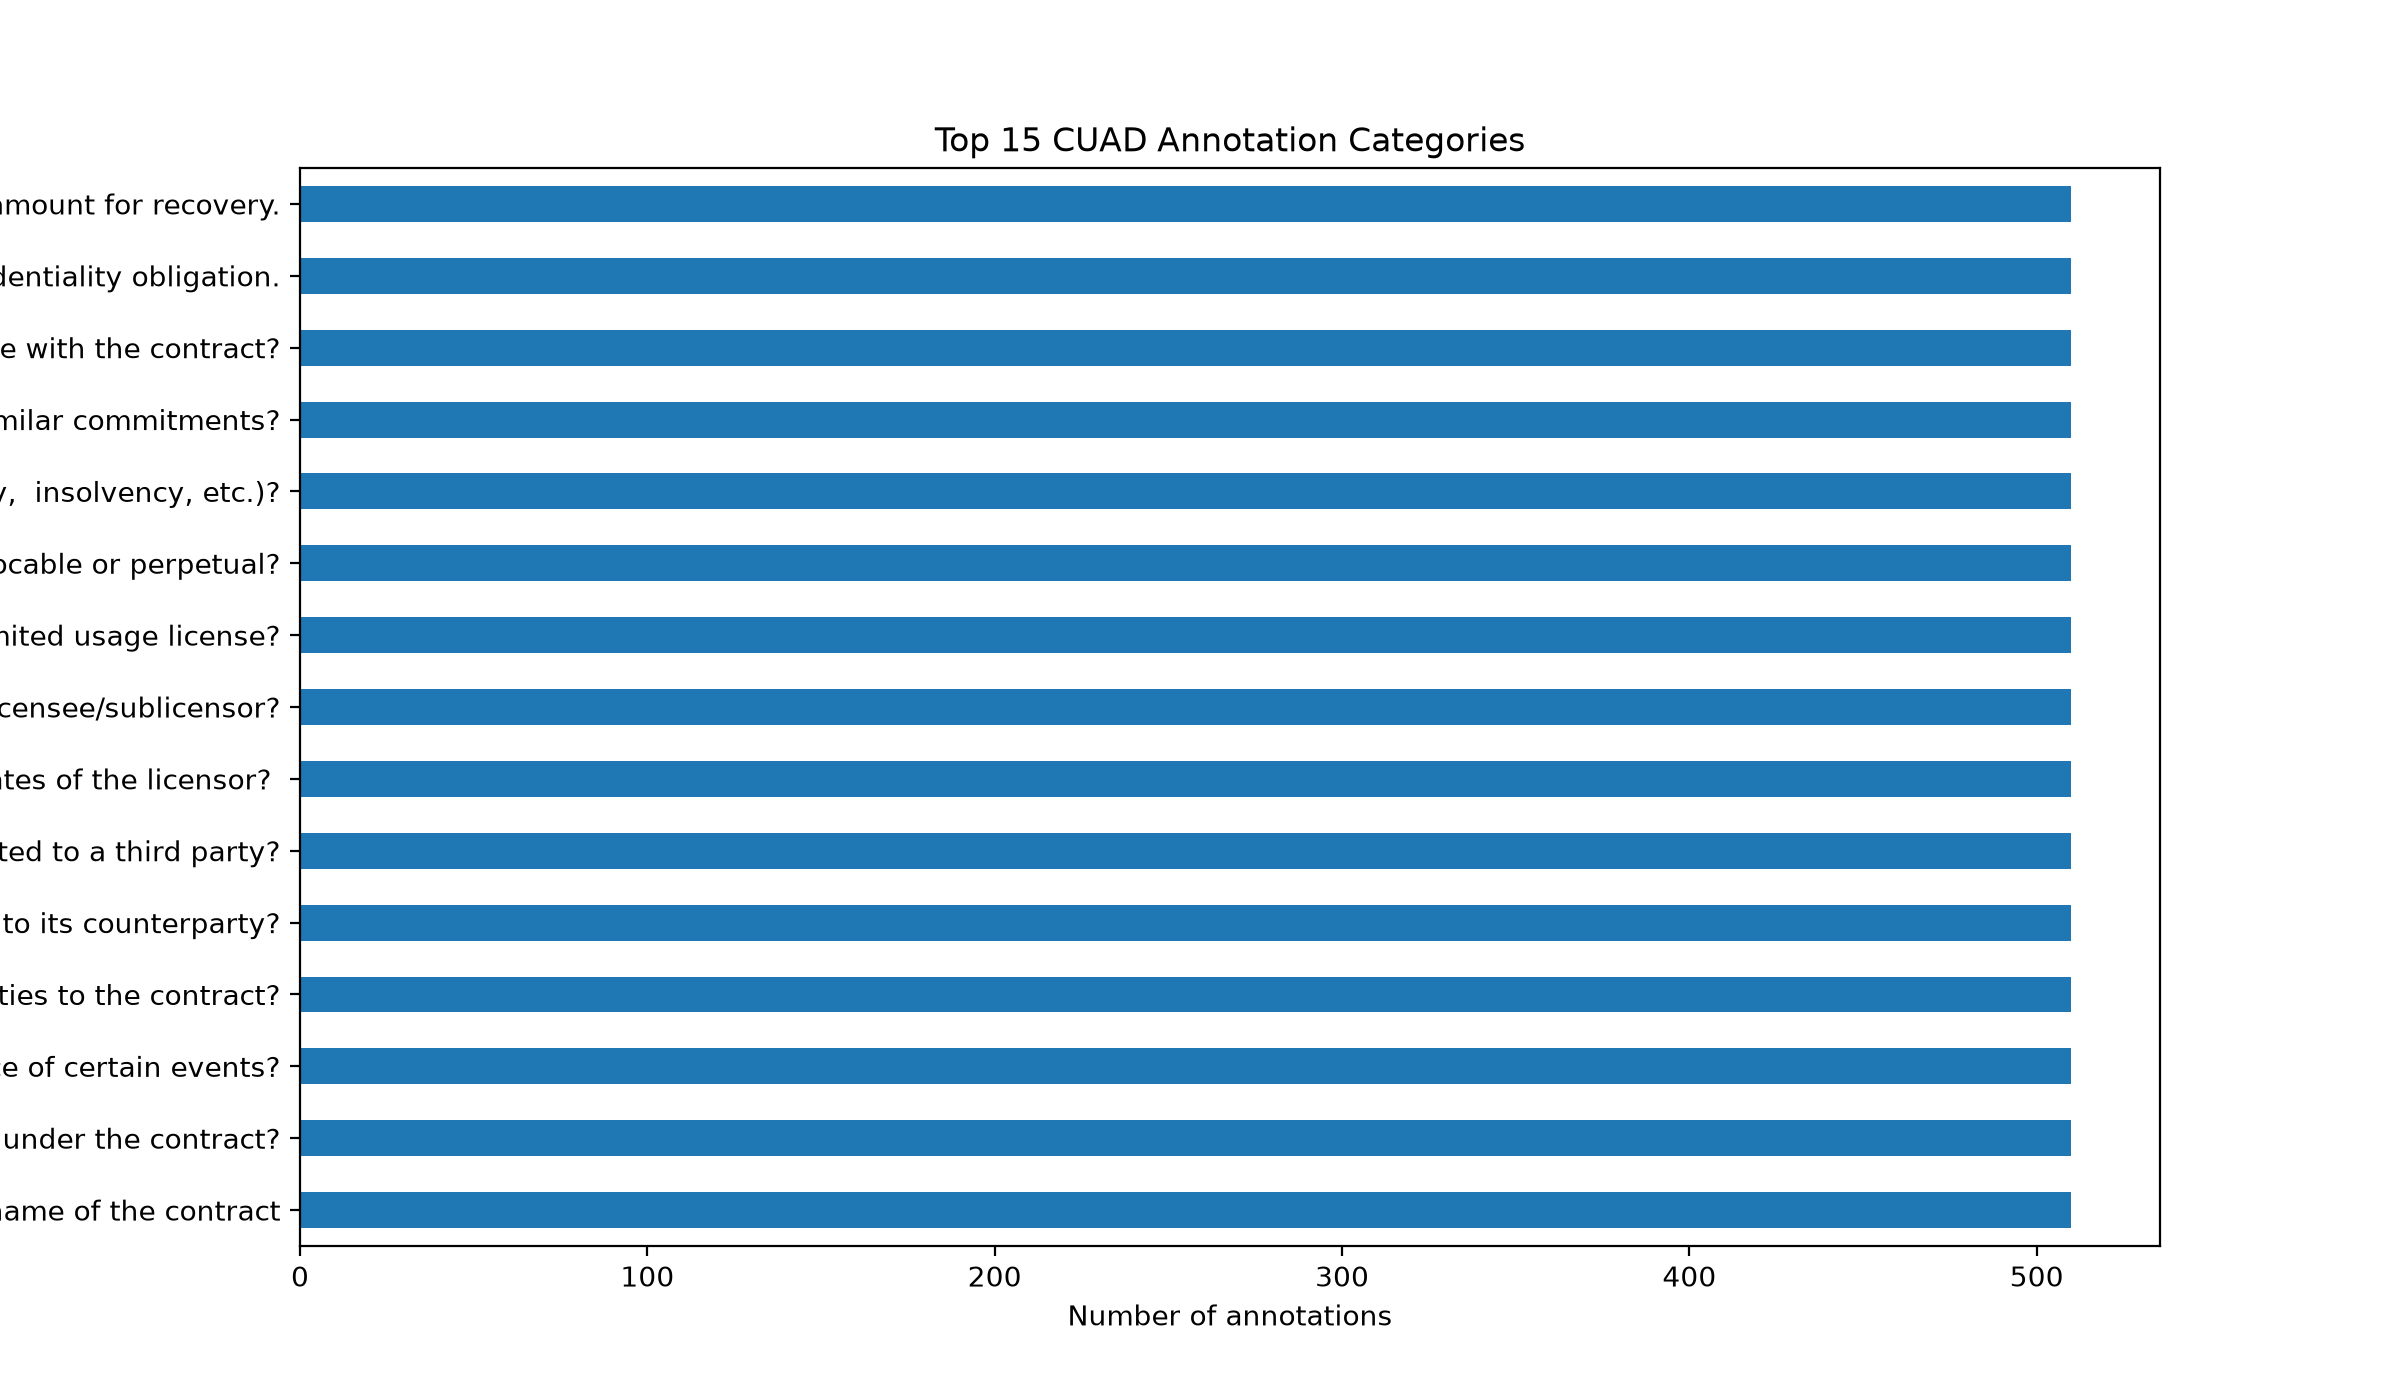 Top 15 CUAD Annotation Categories
amount for recovery.
dentiality obligation.
e with the contract?
milar commitments?
y,  insolvency, etc.)?
ocable or perpetual?
mited usage license?
censee/sublicensor?
ates of the licensor?
ted to a third party?
to its counterparty?
ties to the contract?
ce of certain events?
under the contract?
name of the contract
0 100 200 300 400 500
Number of annotations